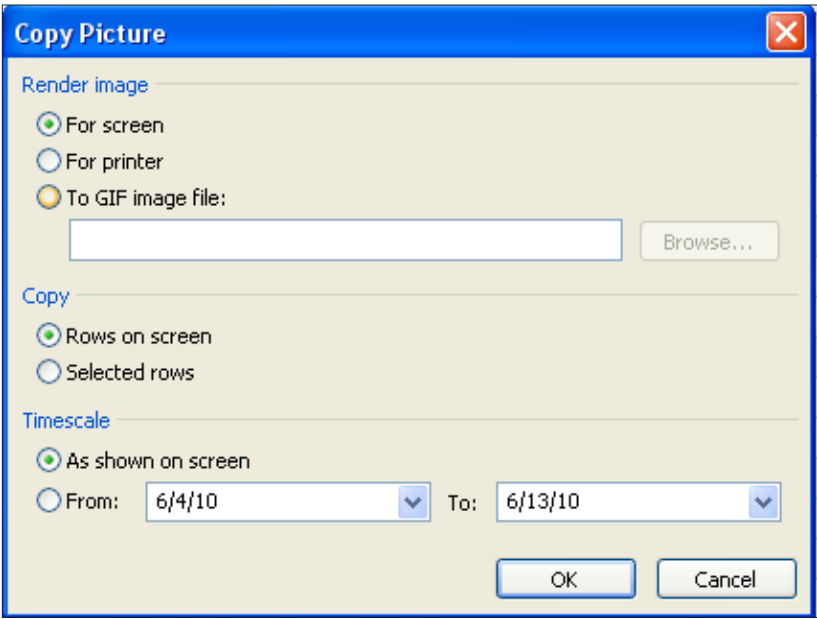 Copy Picture
Render image
For screen
For printer
To GIF image file:
Browse...
Copy
Rows on screen
Selected rows
Timescale
As shown on screen
From: 6/4/10 To: 6/13/10
OK Cancel